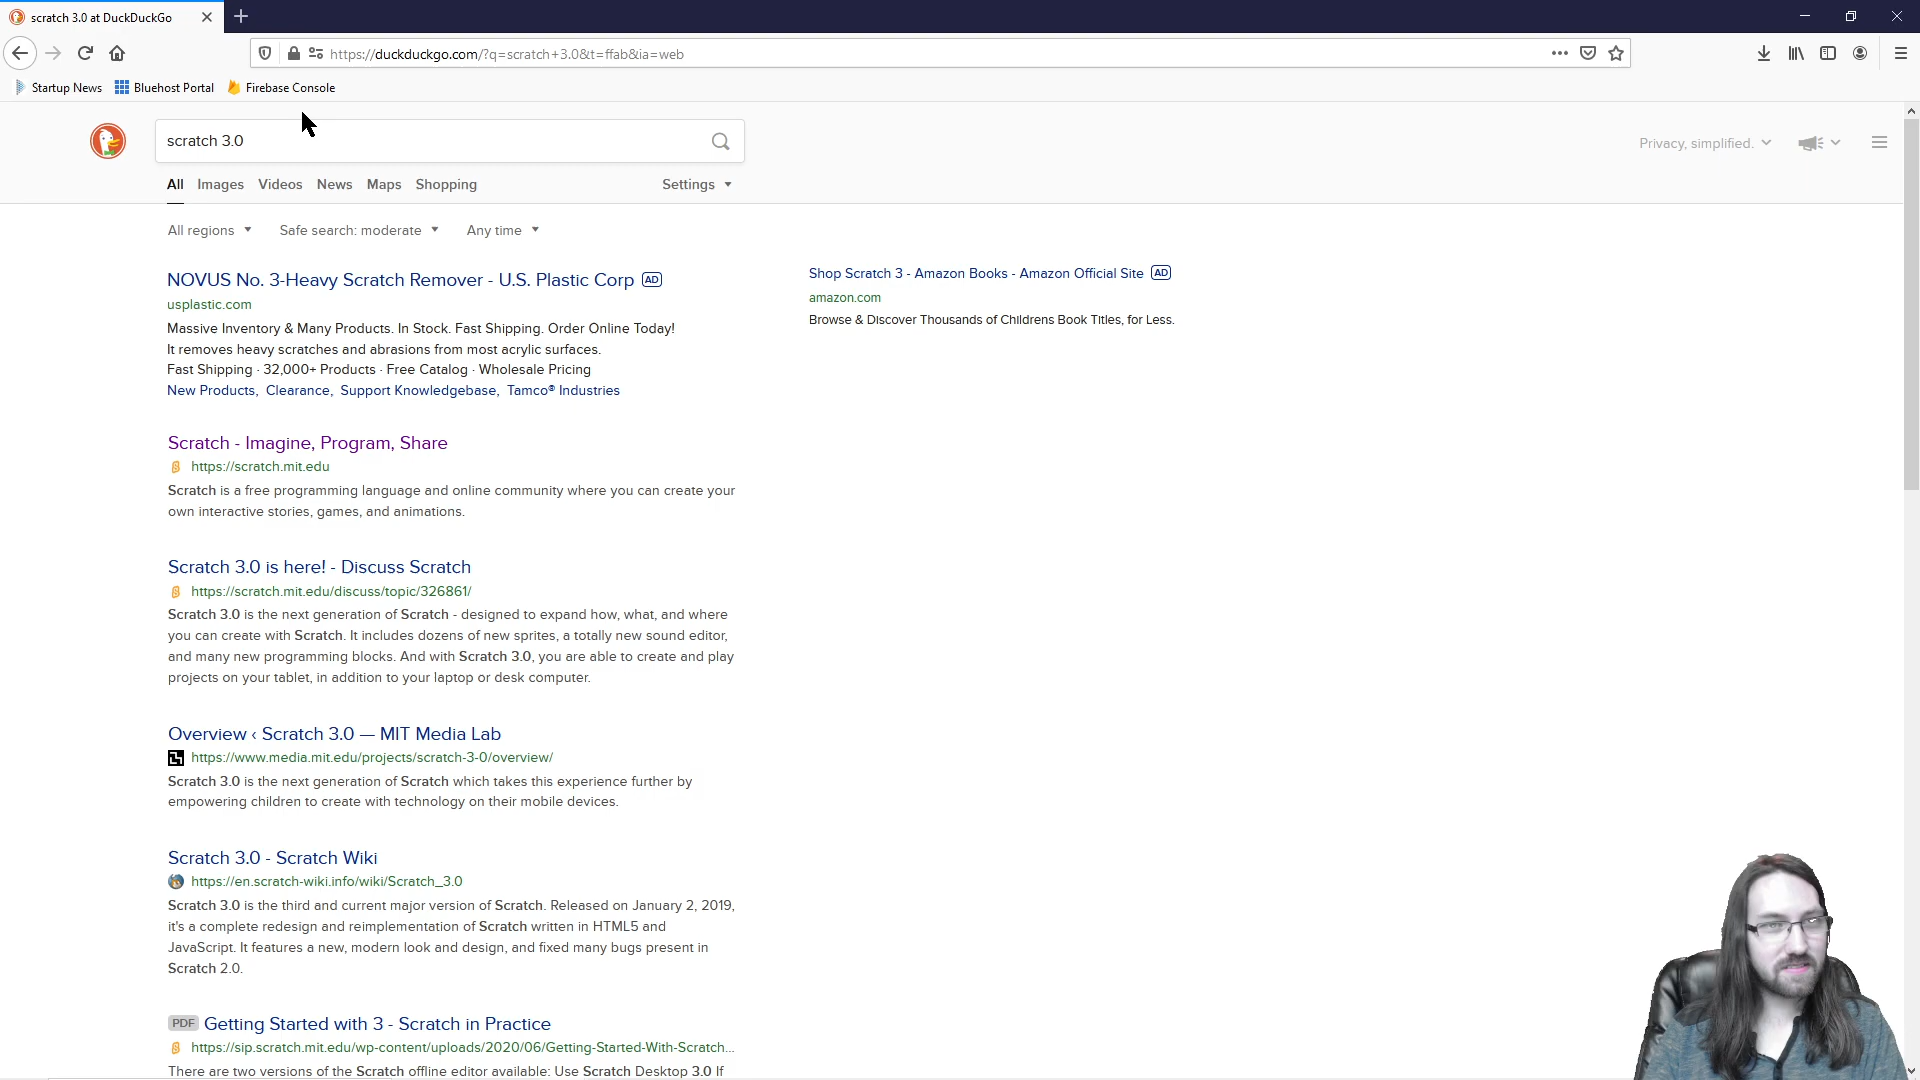 scratch 3.0 at DuckDuckGo
https://duckduckgo.com/?q=scratch+3.0&t=ffab&ia=web
Startup News Bluehost Portal Firebase Console
scratch 3.0
Privacy, simplified.
All Images Videos News Maps Shopping Settings
All regions Safe search: moderate Any time
NOVUS No. 3-Heavy Scratch Remover - U.S. Plastic Corp AD
usplastic.com
Massive Inventory & Many Products. In Stock. Fast Shipping. Order Online Today!
It removes heavy scratches and abrasions from most acrylic surfaces.
Fast Shipping · 32,000+ Products · Free Catalog · Wholesale Pricing
New Products, Clearance, Support Knowledgebase, Tamco® Industries
Shop Scratch 3 - Amazon Books - Amazon Official Site AD
amazon.com
Browse & Discover Thousands of Childrens Book Titles, for Less.
Scratch - Imagine, Program, Share
https://scratch.mit.edu
Scratch is a free programming language and online community where you can create your
own interactive stories, games, and animations.
Scratch 3.0 is here! - Discuss Scratch
https://scratch.mit.edu/discuss/topic/326861/
Scratch 3.0 is the next generation of Scratch - designed to expand how, what, and where
you can create with Scratch. It includes dozens of new sprites, a totally new sound editor,
and many new programming blocks. And with Scratch 3.0, you are able to create and play
projects on your tablet, in addition to your laptop or desk computer.
Overview ‹ Scratch 3.0 — MIT Media Lab
https://www.media.mit.edu/projects/scratch-3-0/overview/
Scratch 3.0 is the next generation of Scratch which takes this experience further by
empowering children to create with technology on their mobile devices.
Scratch 3.0 - Scratch Wiki
https://en.scratch-wiki.info/wiki/Scratch_3.0
Scratch 3.0 is the third and current major version of Scratch. Released on January 2, 2019,
it's a complete redesign and reimplementation of Scratch written in HTML5 and
JavaScript. It features a new, modern look and design, and fixed many bugs present in
Scratch 2.0.
PDF Getting Started with 3 - Scratch in Practice
https://sip.scratch.mit.edu/wp-content/uploads/2020/06/Getting-Started-With-Scratch...
There are two versions of the Scratch offline editor available: Use Scratch Desktop 3.0 If